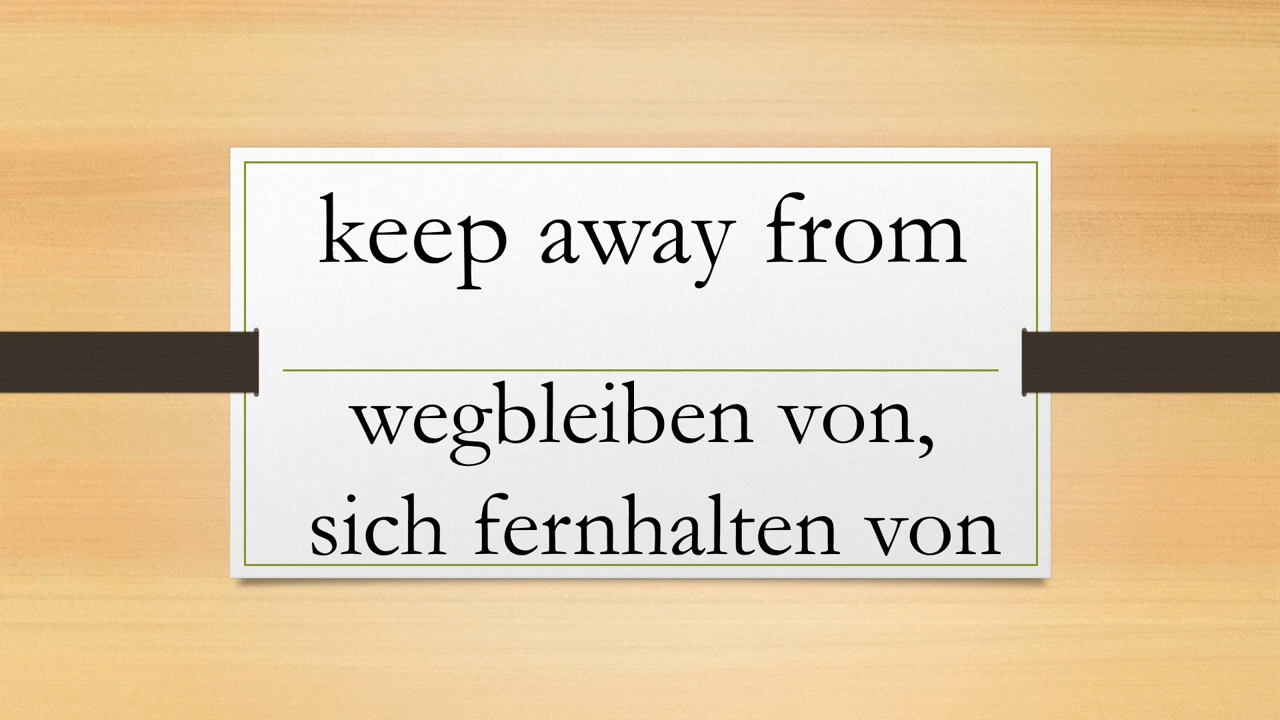 keep away from
wegbleiben von,
sich fernhalten von